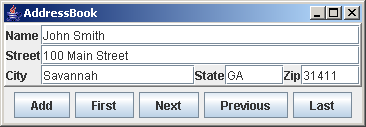 AddressBook
Name John Smith
Street 100 Main Street
City Savannah State GA Zip 31411
Add First Next Previous Last